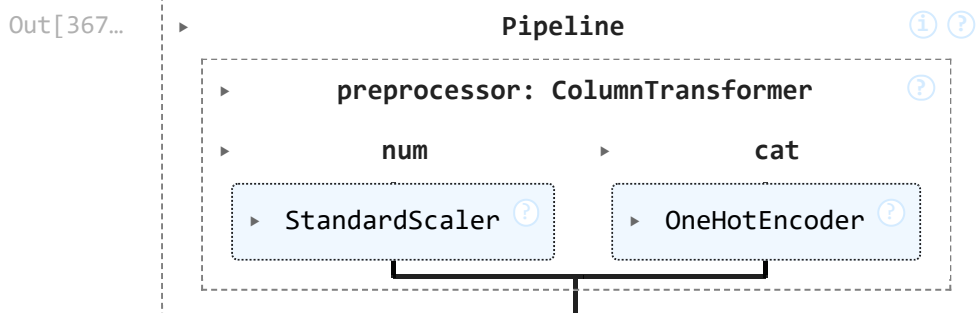 Out[367… Pipeline i ?
preprocessor: ColumnTransformer ?
num cat
StandardScaler ? OneHotEncoder ?